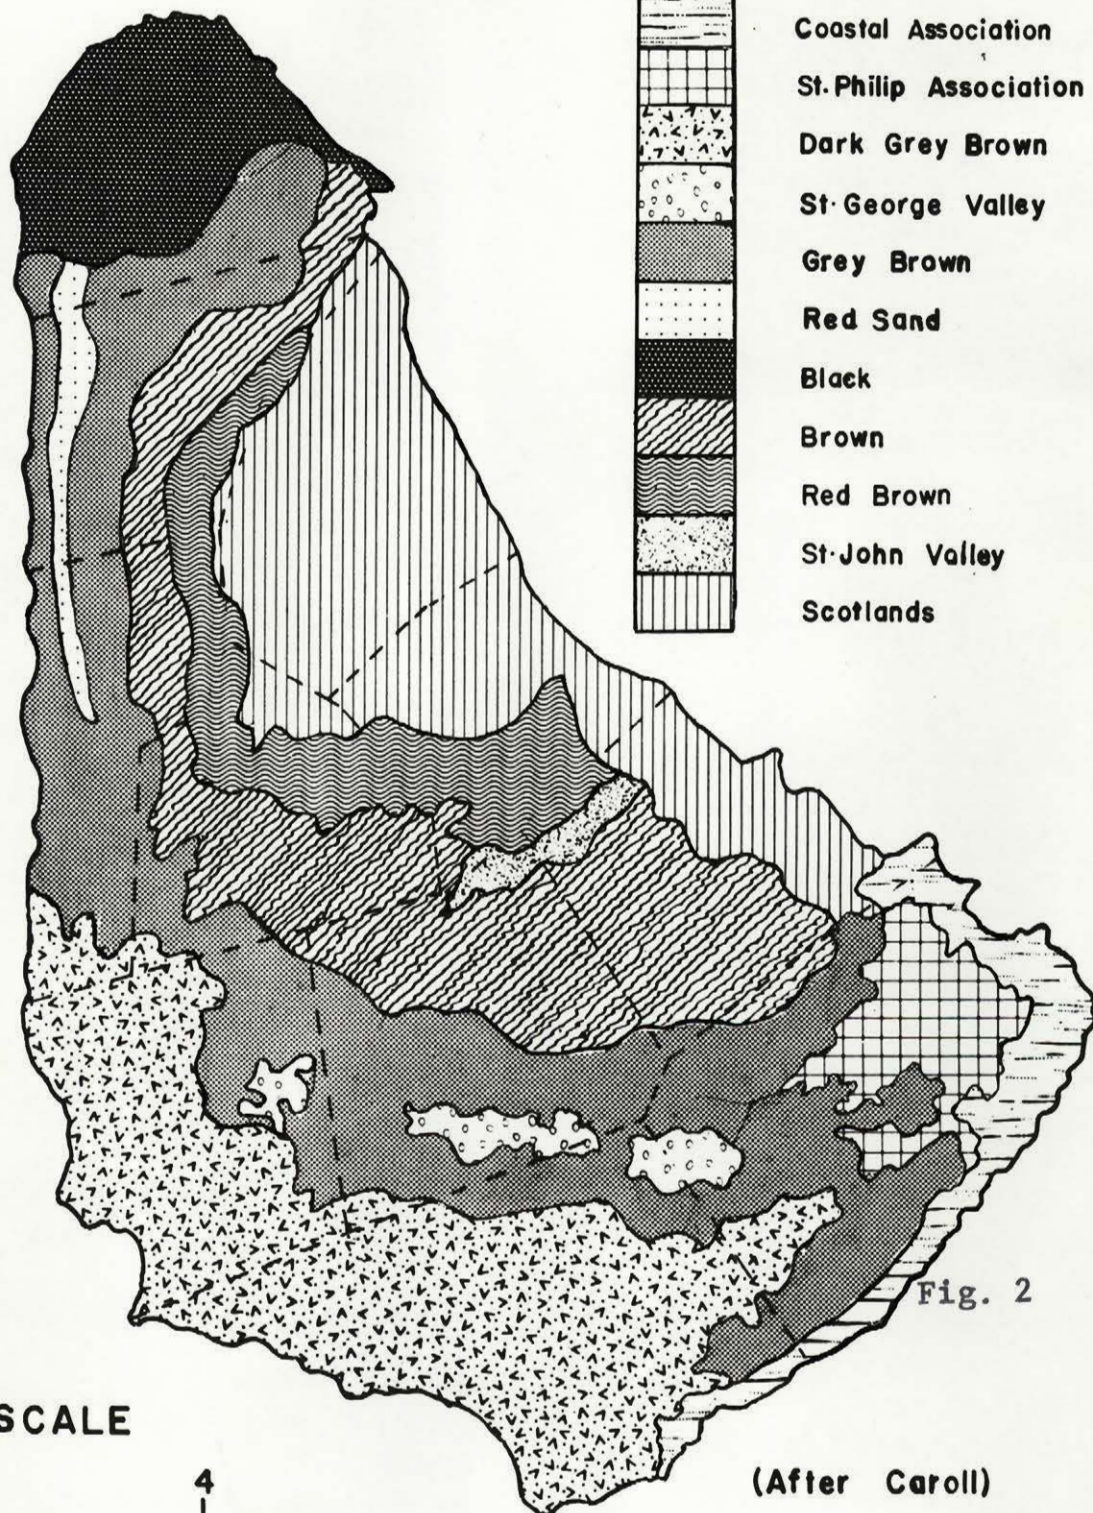 Coastal Association
St. Philip Association
Dark Grey Brown
St. George Valley
Grey Brown
Red Sand
Black
Brown
Red Brown
St. John Valley
Scotlands
Fig. 2
SCALE
4
(After Caroll)